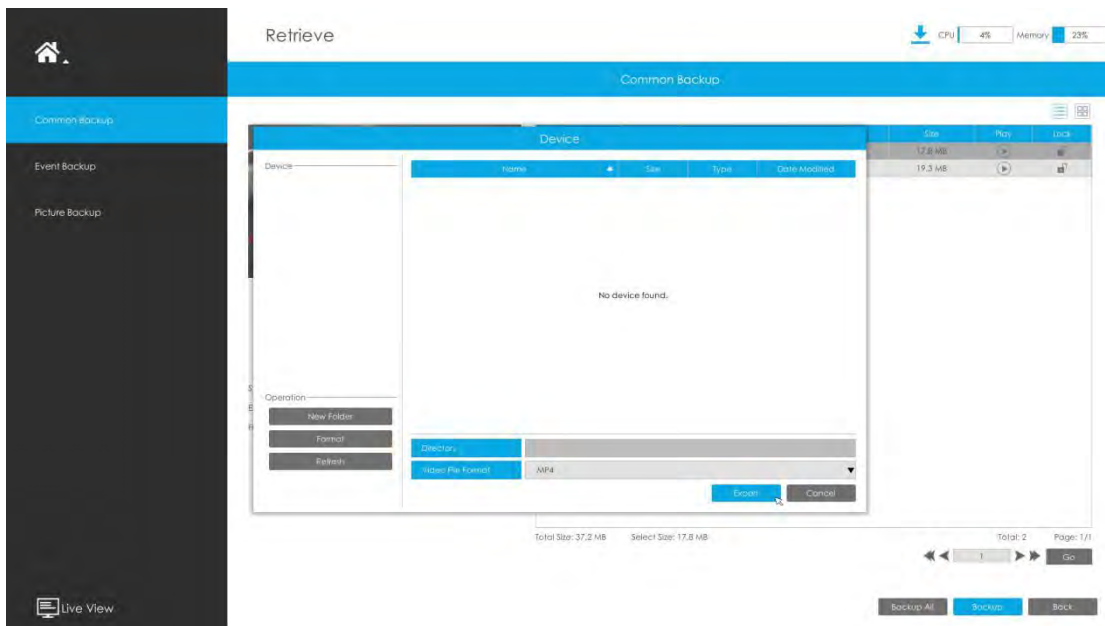 Retrieve
CPU 4% Memory 23%
Common Backup
Common Backup
Event Backup
Picture Backup
Live View
Size Play Lock
17.8 MB
19.3 MB
Device
Device
Name Size Type Date Modified
No device found.
Operation
New Folder
Format
Refresh
Directory
Video File Format MP4
Export Cancel
Total Size: 37.2 MB Select Size: 17.8 MB Total: 2 Page: 1/1
1 Go
Backup All Backup Back